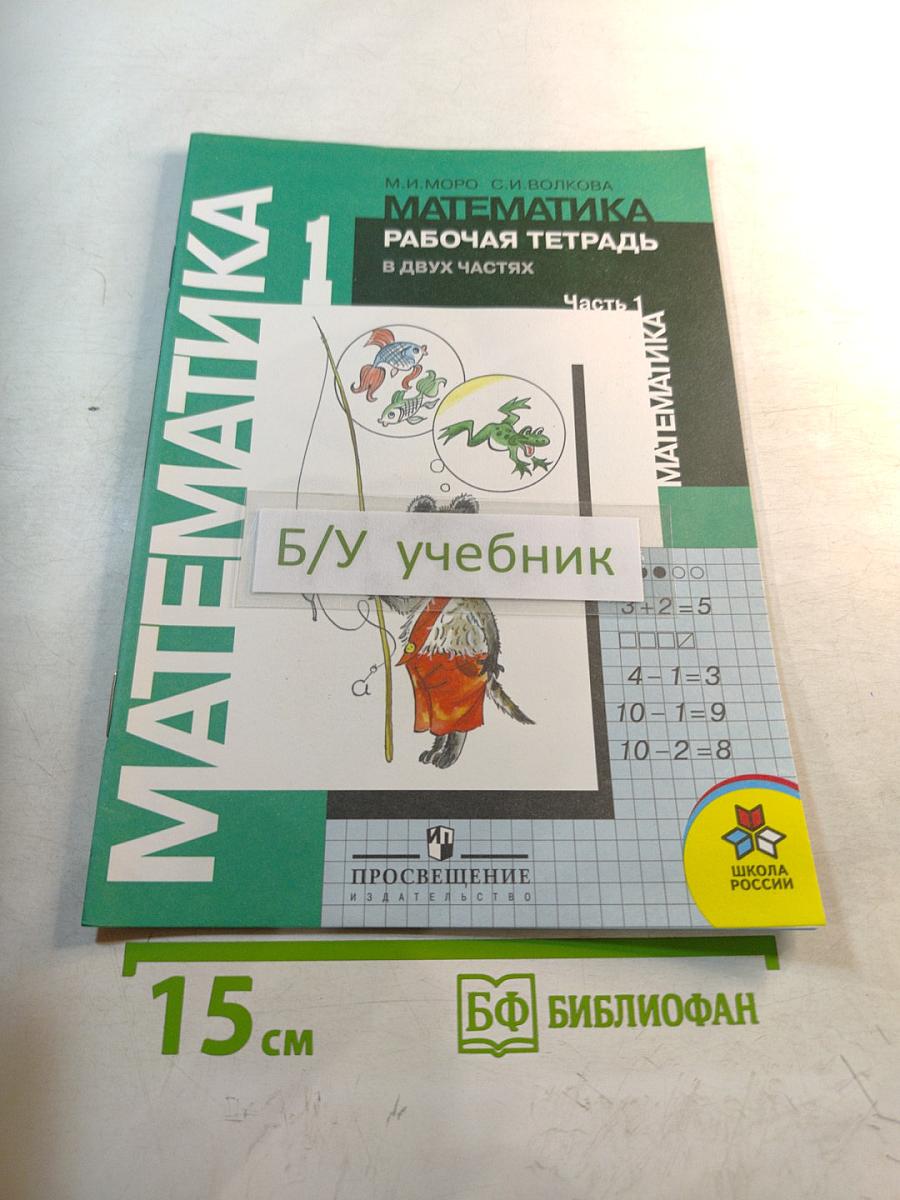 М.И.МОРО С.И.ВОЛКОВА
МАТЕМАТИКА
РАБОЧАЯ ТЕТРАДЬ
В ДВУХ ЧАСТЯХ
Часть 1
1
МАТЕМАТИКА
МАТЕМАТИКА
Б/У учебник
3+2=5
4-1=3
10-1=9
10-2=8
ИП
ПРОСВЕЩЕНИЕ
ИЗДАТЕЛЬСТВО
ШКОЛА
РОССИИ
15 см
БФ БИБЛИОФАН